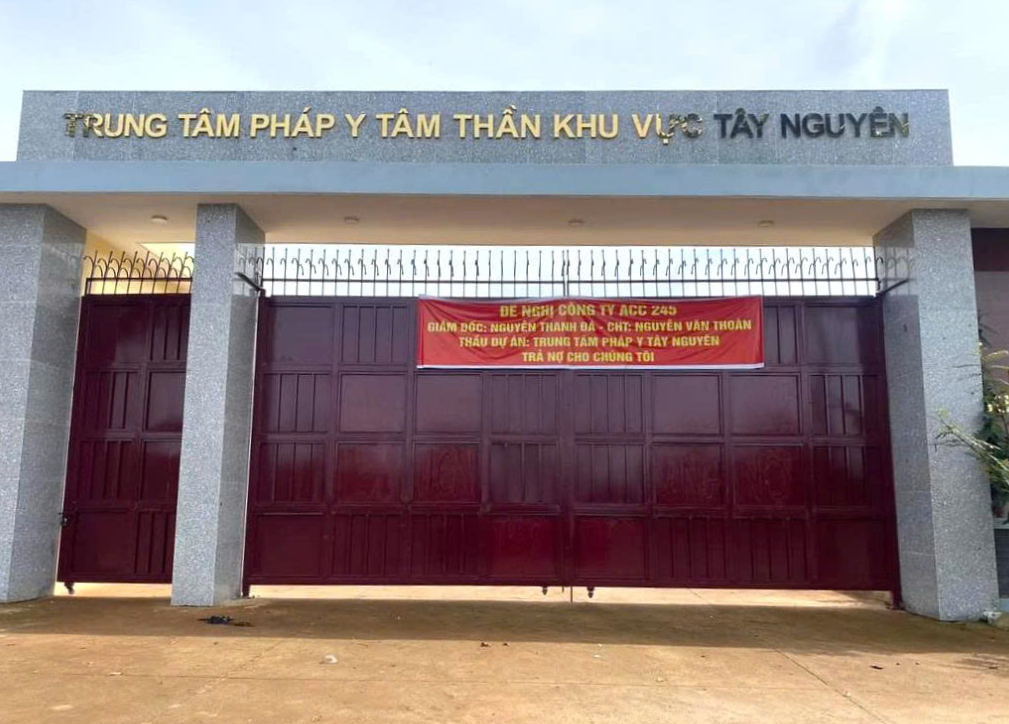 TRUNG TÂM PHÁP Y TÂM THẦN KHU VỰC TÂY NGUYÊN
ĐỀ NGHỊ CÔNG TY ACC 245
GIÁM ĐỐC: NGUYỄN THANH ĐÀ - CHT: NGUYỄN VĂN THOÀN
THẦU DỰ ÁN: TRUNG TÂM PHÁP Y TÂY NGUYÊN
TRẢ NỢ CHO CHÚNG TÔI